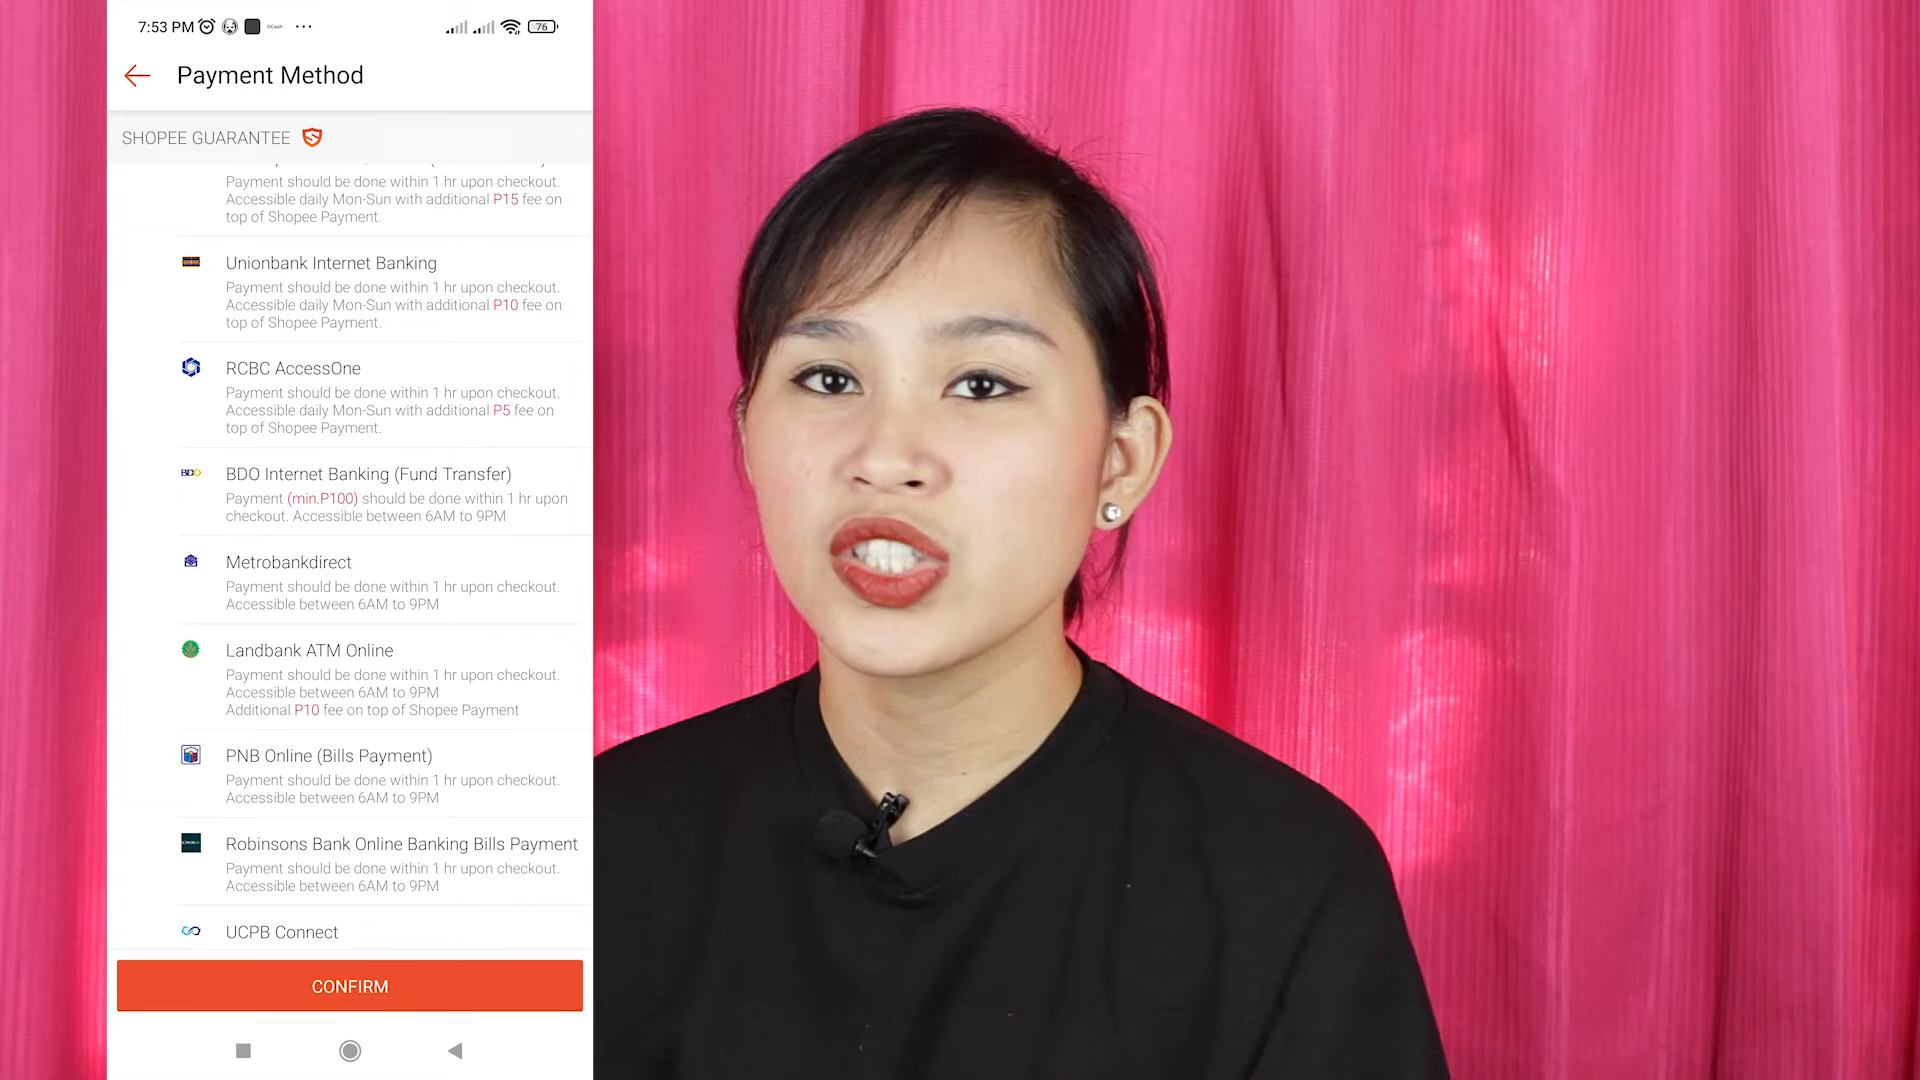 7:53 PM
GCash
76
Payment Method
SHOPEE GUARANTEE
Payment should be done within 1 hr upon checkout.
Accessible daily Mon-Sun with additional P15 fee on
top of Shopee Payment.
Unionbank Internet Banking
Payment should be done within 1 hr upon checkout.
Accessible daily Mon-Sun with additional P10 fee on
top of Shopee Payment.
RCBC AccessOne
Payment should be done within 1 hr upon checkout.
Accessible daily Mon-Sun with additional P5 fee on
top of Shopee Payment.
BDO
BDO Internet Banking (Fund Transfer)
Payment (min.P100) should be done within 1 hr upon
checkout. Accessible between 6AM to 9PM
Metrobankdirect
Payment should be done within 1 hr upon checkout.
Accessible between 6AM to 9PM
Landbank ATM Online
Payment should be done within 1 hr upon checkout.
Accessible between 6AM to 9PM
Additional P10 fee on top of Shopee Payment
PNB Online (Bills Payment)
Payment should be done within 1 hr upon checkout.
Accessible between 6AM to 9PM
Robinsons Bank Online Banking Bills Payment
Payment should be done within 1 hr upon checkout.
Accessible between 6AM to 9PM
UCPB Connect
CONFIRM